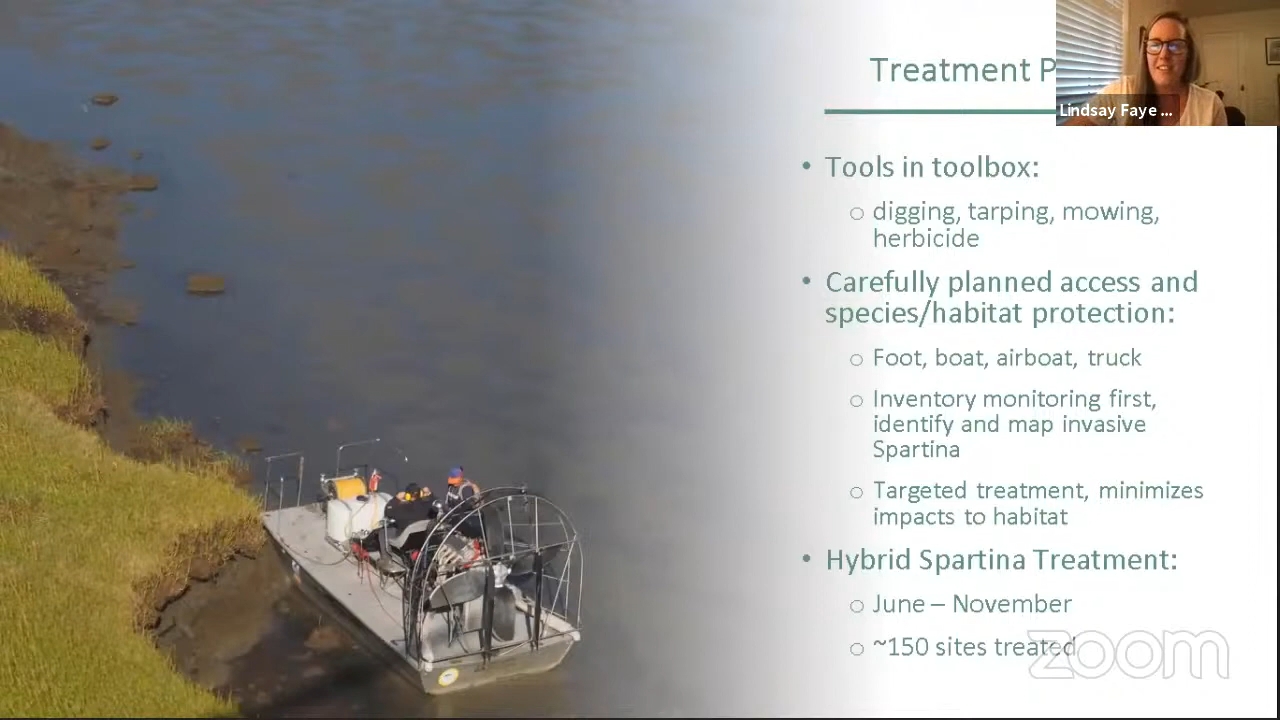 Treatment P
Lindsay Faye ...
• Tools in toolbox:
○ digging, tarping, mowing,
herbicide
• Carefully planned access and
species/habitat protection:
○ Foot, boat, airboat, truck
○ Inventory monitoring first,
identify and map invasive
Spartina
○ Targeted treatment, minimizes
impacts to habitat
• Hybrid Spartina Treatment:
○ June – November
○ ~150 sites treated
zoom